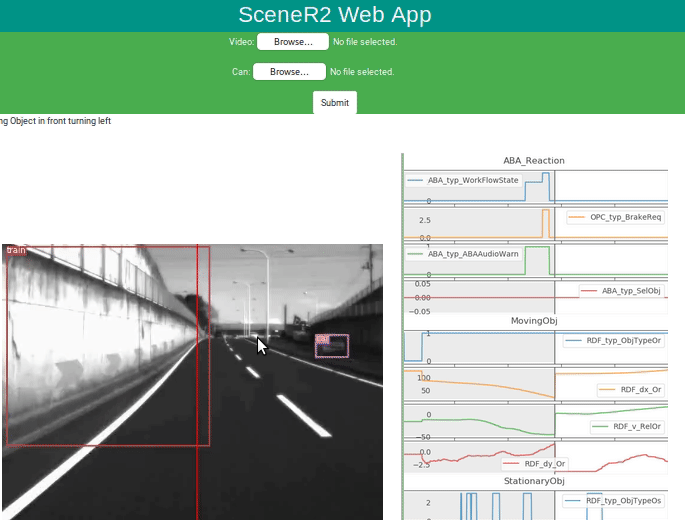 SceneR2 Web App
Video: Browse... No file selected.
Can: Browse... No file selected.
Submit
ng Object in front turning left
train
ABA_Reaction
ABA_typ_WorkFlowState
0
2.5
OPC_typ_BrakeReq
0.0
1
ABA_typ_ABAAudioWarn
0
0.05
ABA_typ_SelObj
0.00
−0.05
MovingObj
1
RDF_typ_ObjTypeOr
0
100
RDF_dx_Or
50
0
RDF_v_RelOr
−50
0.0
RDF_dy_Or
−2.5
StationaryObj
RDF_typ_ObjTypeOs
2